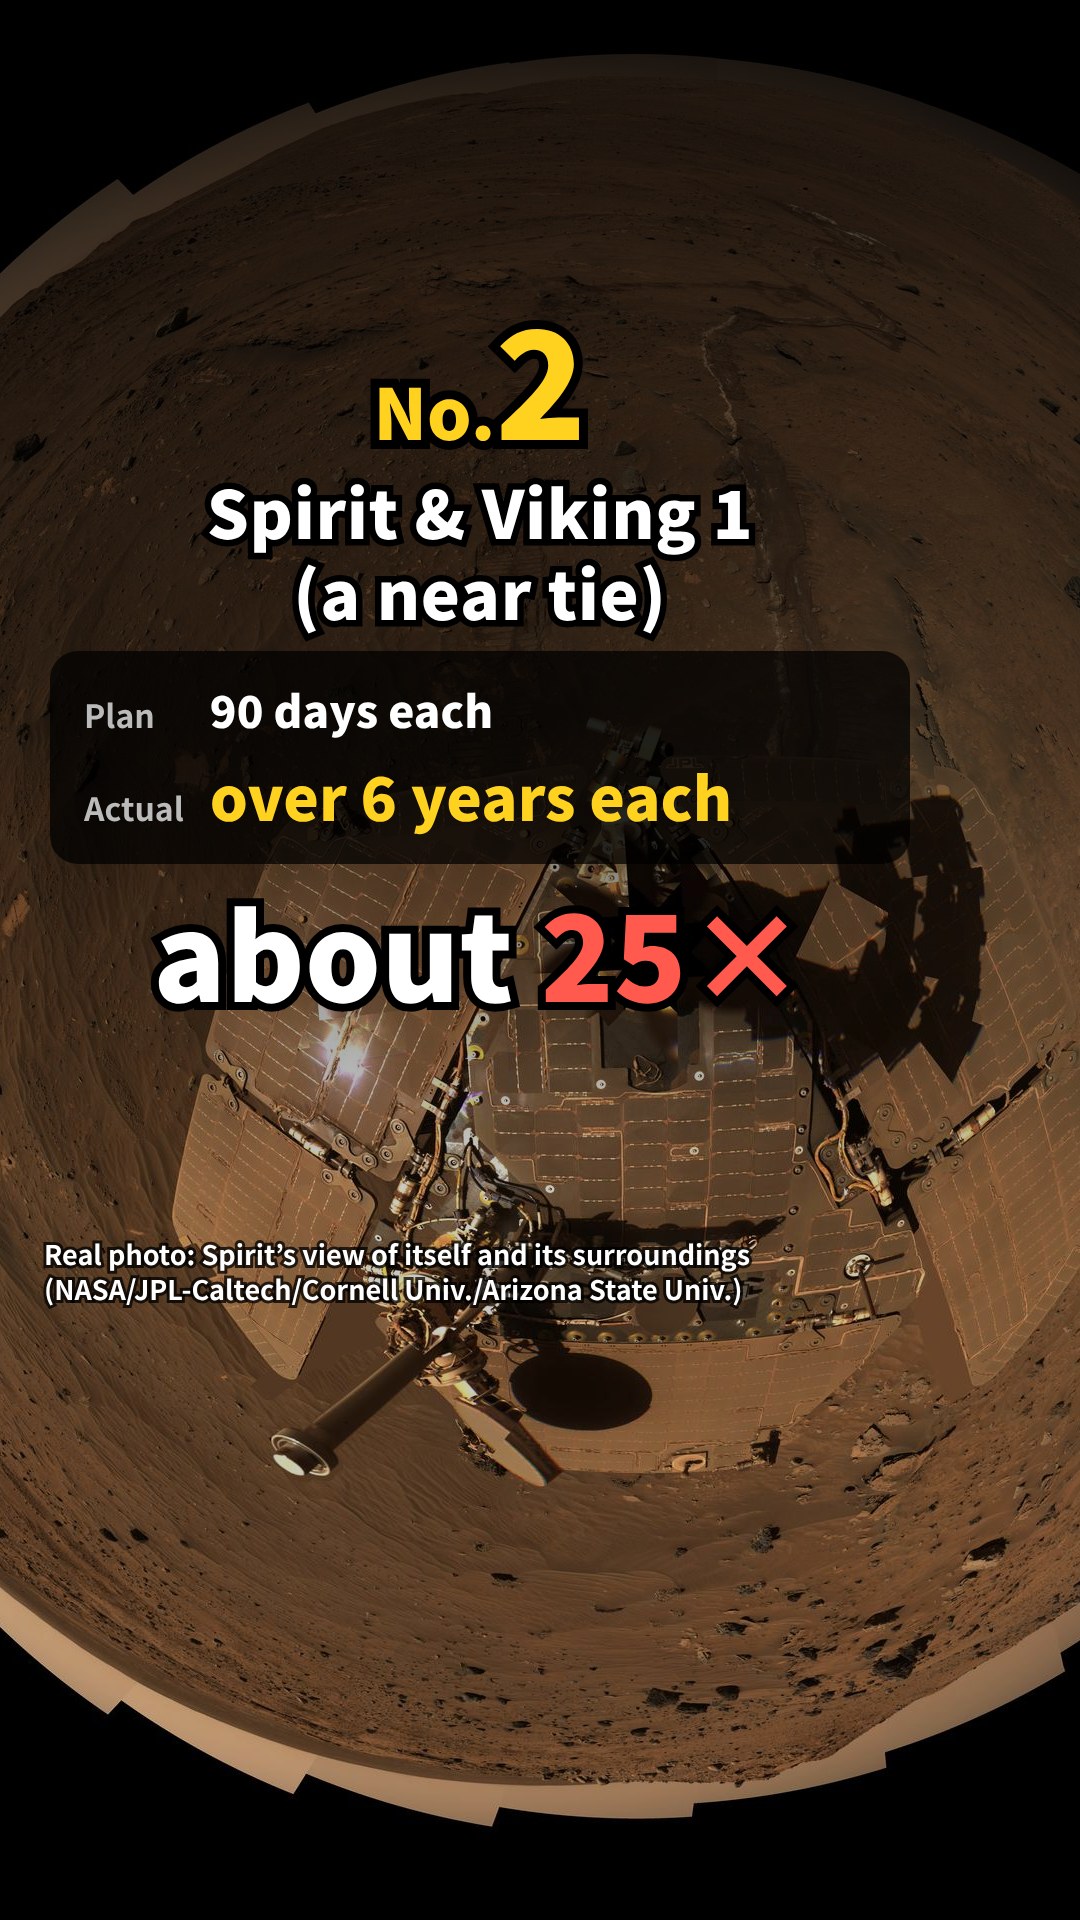 No.2
Spirit & Viking 1
(a near tie)
Plan 90 days each
Actual over 6 years each
about 25×
Real photo: Spirit’s view of itself and its surroundings
(NASA/JPL-Caltech/Cornell Univ./Arizona State Univ.)